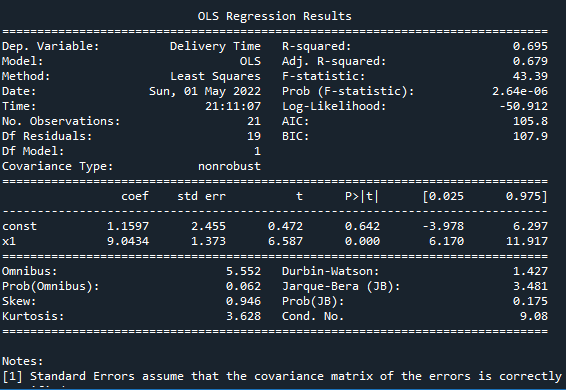 OLS Regression Results
==============================================================================
Dep. Variable: Delivery Time R-squared: 0.695
Model: OLS Adj. R-squared: 0.679
Method: Least Squares F-statistic: 43.39
Date: Sun, 01 May 2022 Prob (F-statistic): 2.64e-06
Time: 21:11:07 Log-Likelihood: -50.912
No. Observations: 21 AIC: 105.8
Df Residuals: 19 BIC: 107.9
Df Model: 1
Covariance Type: nonrobust
==============================================================================
coef std err t P>|t| [0.025 0.975]
------------------------------------------------------------------------------
const 1.1597 2.455 0.472 0.642 -3.978 6.297
x1 9.0434 1.373 6.587 0.000 6.170 11.917
==============================================================================
Omnibus: 5.552 Durbin-Watson: 1.427
Prob(Omnibus): 0.062 Jarque-Bera (JB): 3.481
Skew: 0.946 Prob(JB): 0.175
Kurtosis: 3.628 Cond. No. 9.08
==============================================================================
Notes:
[1] Standard Errors assume that the covariance matrix of the errors is correctly